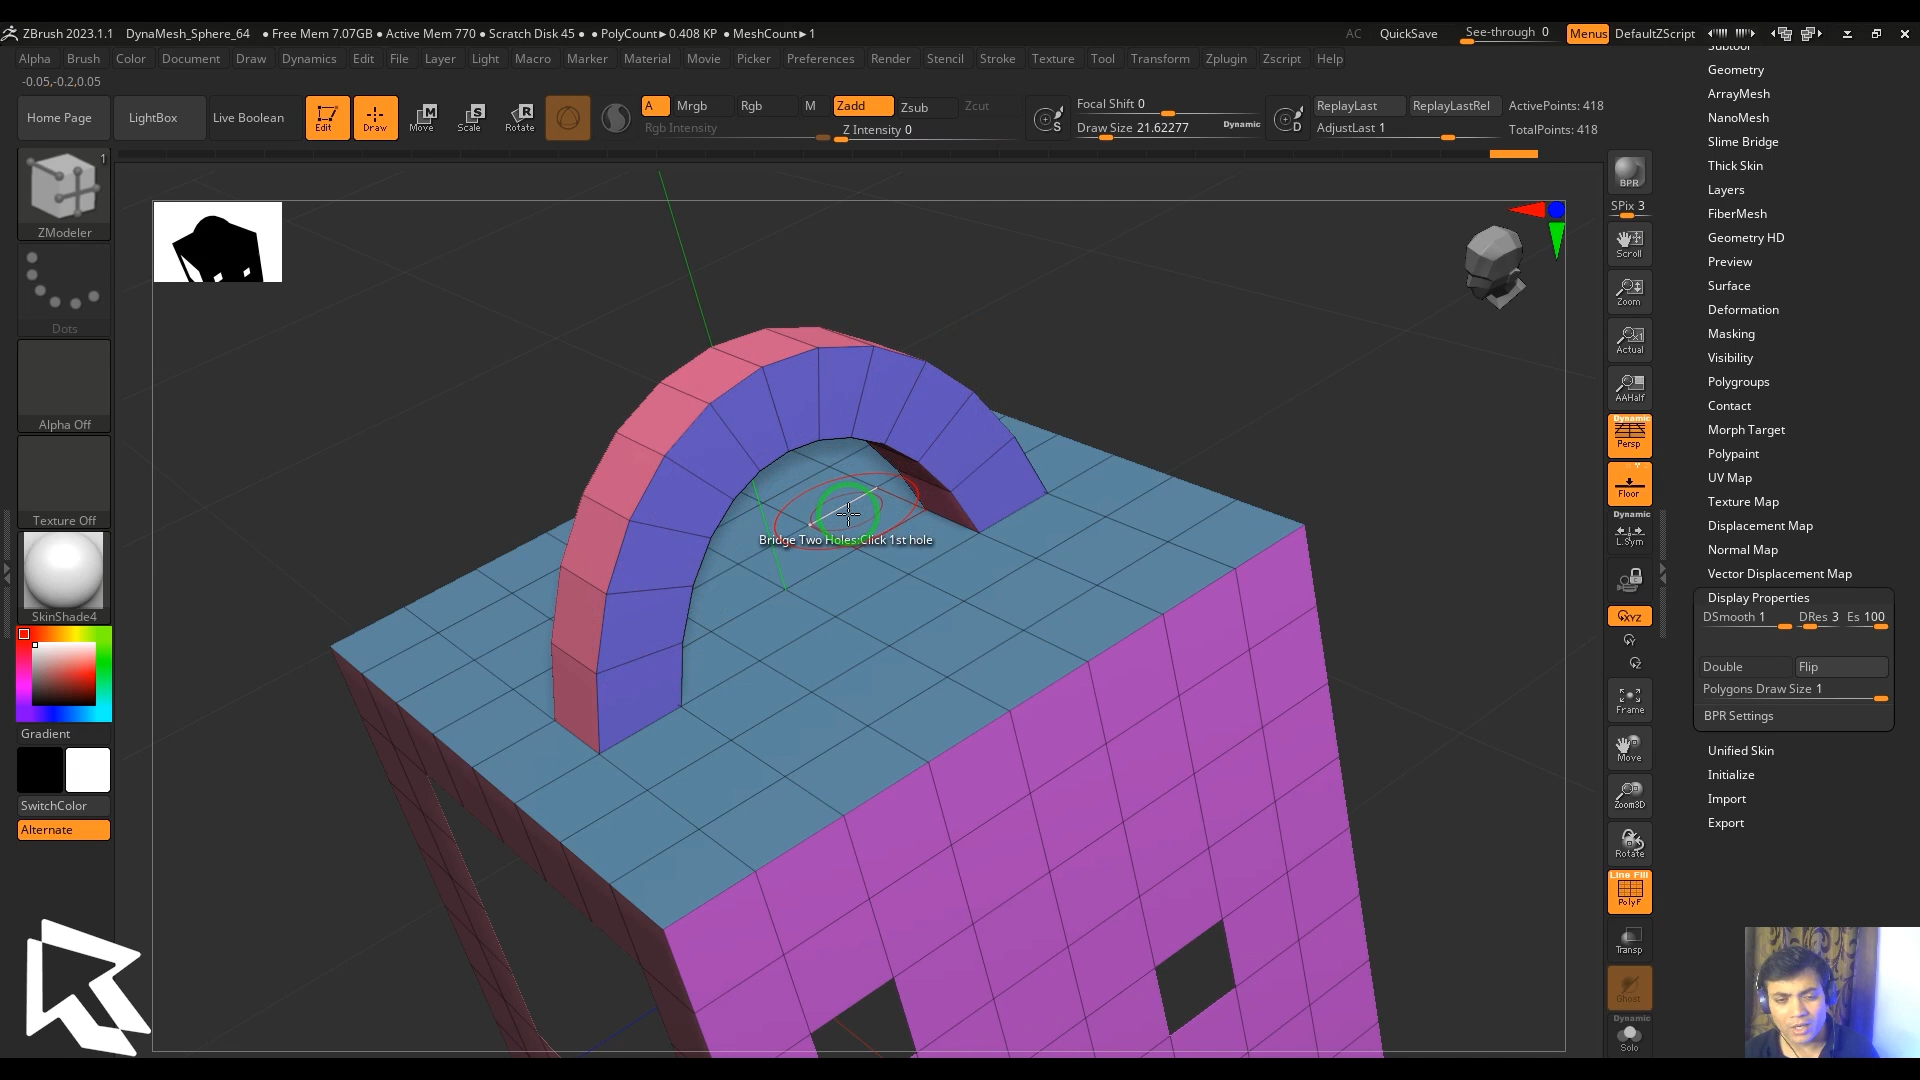 ZBrush 2023.1.1 DynaMesh_Sphere_64 ● Free Mem 7.07GB ● Active Mem 770 ● Scratch Disk 45 ● ● PolyCount► 0.408 KP ● MeshCount► 1 AC QuickSave See-through 0 Menus DefaultZScript
Alpha Brush Color Document Draw Dynamics Edit File Layer Light Macro Marker Material Movie Picker Preferences Render Stencil Stroke Texture Tool Transform Zplugin Zscript Help
-0.05,-0.2,0.05
Home Page LightBox Live Boolean Edit Draw Move Scale Rotate
A Mrgb Rgb M Zadd Zsub Zcut
Rgb Intensity Z Intensity 0
S Focal Shift 0
Draw Size 21.62277 Dynamic
D ReplayLast ReplayLastRel ActivePoints: 418
AdjustLast 1 TotalPoints: 418
1
ZModeler
Dots
Alpha Off
Texture Off
SkinShade4
Gradient
SwitchColor
Alternate
Bridge Two Holes:Click 1st hole
BPR
SPix 3
Scroll
Zoom
Actual
AAHalf
Dynamic
Persp
Floor
Dynamic
L.Sym
XYZ
Y
Z
Frame
Move
Zoom3D
Rotate
Line Fill
PolyF
Transp
Ghost
Dynamic
Solo
Subtool
Geometry
ArrayMesh
NanoMesh
Slime Bridge
Thick Skin
Layers
FiberMesh
Geometry HD
Preview
Surface
Deformation
Masking
Visibility
Polygroups
Contact
Morph Target
Polypaint
UV Map
Texture Map
Displacement Map
Normal Map
Vector Displacement Map
Display Properties
DSmooth 1 DRes 3 Es 100
Double Flip
Polygons Draw Size 1
BPR Settings
Unified Skin
Initialize
Import
Export